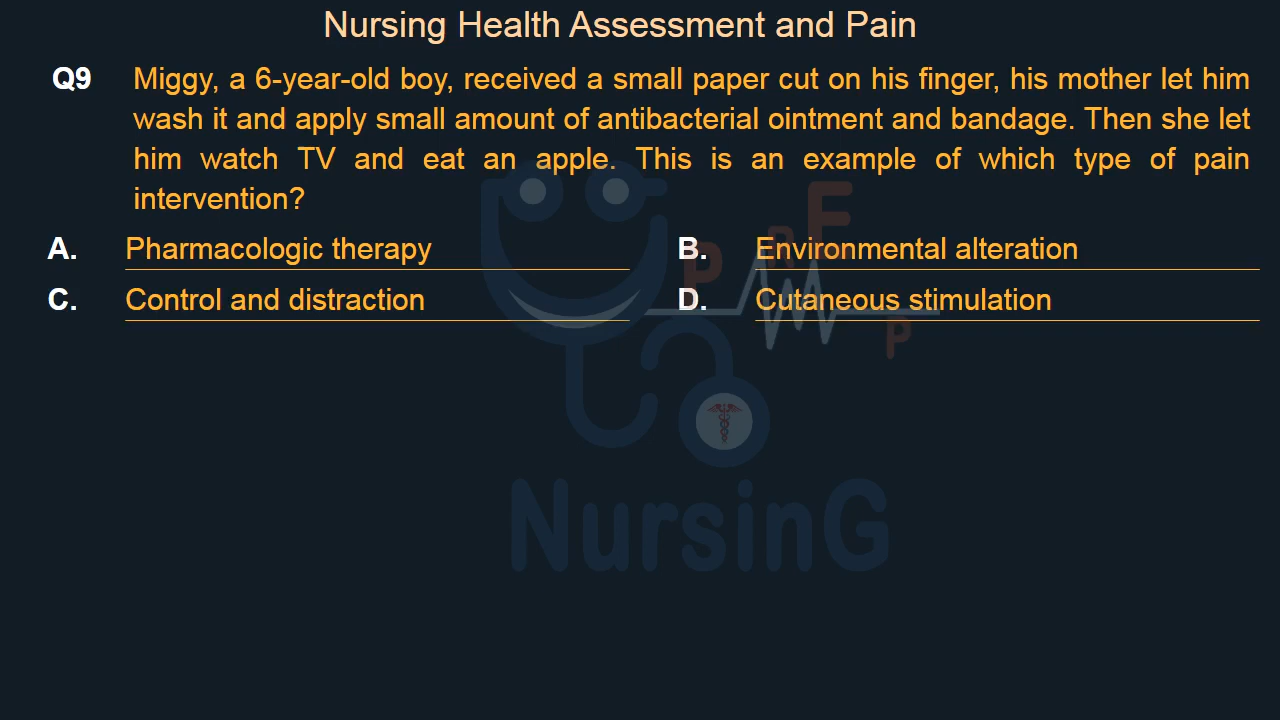 Nursing Health Assessment and Pain
Q9 Miggy, a 6-year-old boy, received a small paper cut on his finger, his mother let him
wash it and apply small amount of antibacterial ointment and bandage. Then she let
him watch TV and eat an apple. This is an example of which type of pain
intervention?
A. Pharmacologic therapy B. Environmental alteration
C. Control and distraction D. Cutaneous stimulation
PREP
NursinG